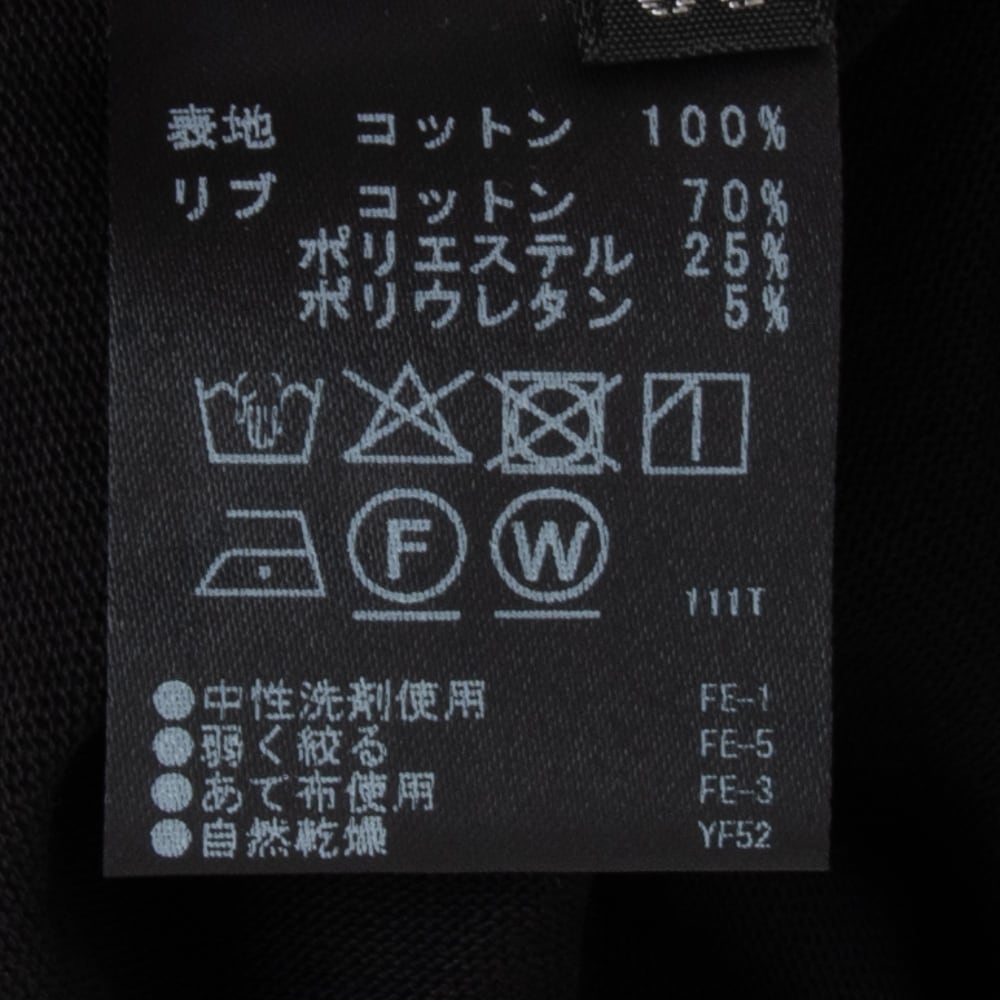 表地 コットン 100%
リブ コットン 70%
ポリエステル 25%
ポリウレタン 5%
F W
111T
●中性洗剤使用 FE-1
●弱く絞る FE-5
●あて布使用 FE-3
●自然乾燥 YF52